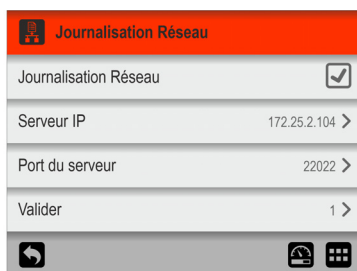 Journalisation Réseau
Journalisation Réseau
Serveur IP 172.25.2.104
Port du serveur 22022
Valider 1